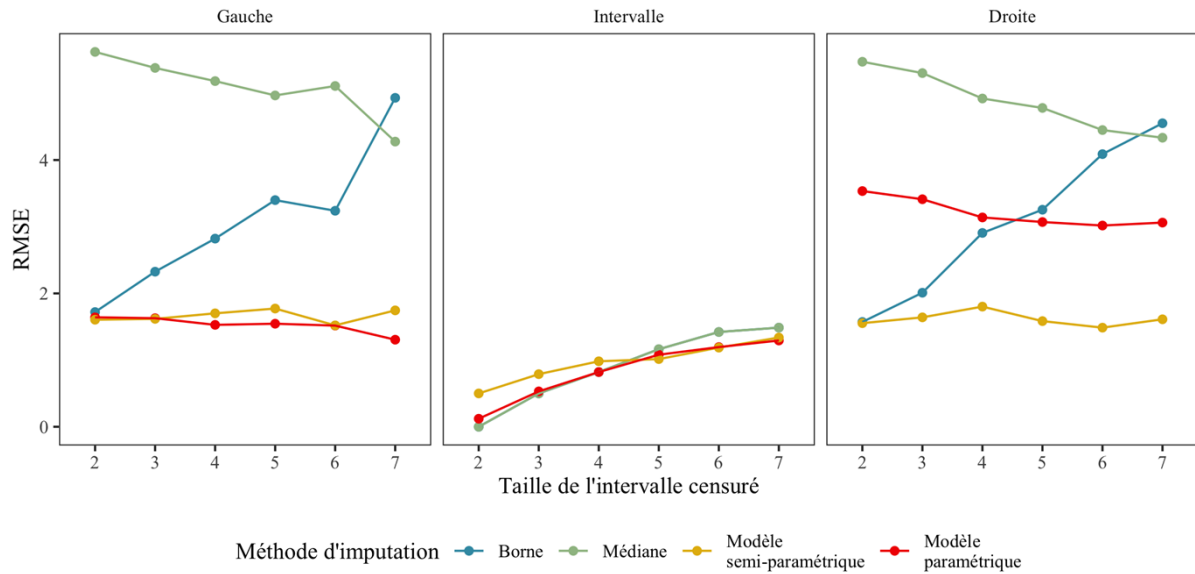 Gauche
Intervalle
Droite
RMSE
4
2
0
2 3 4 5 6 7
2 3 4 5 6 7
2 3 4 5 6 7
Taille de l'intervalle censuré
Méthode d'imputation
Borne
Médiane
Modèle
semi-paramétrique
Modèle
paramétrique